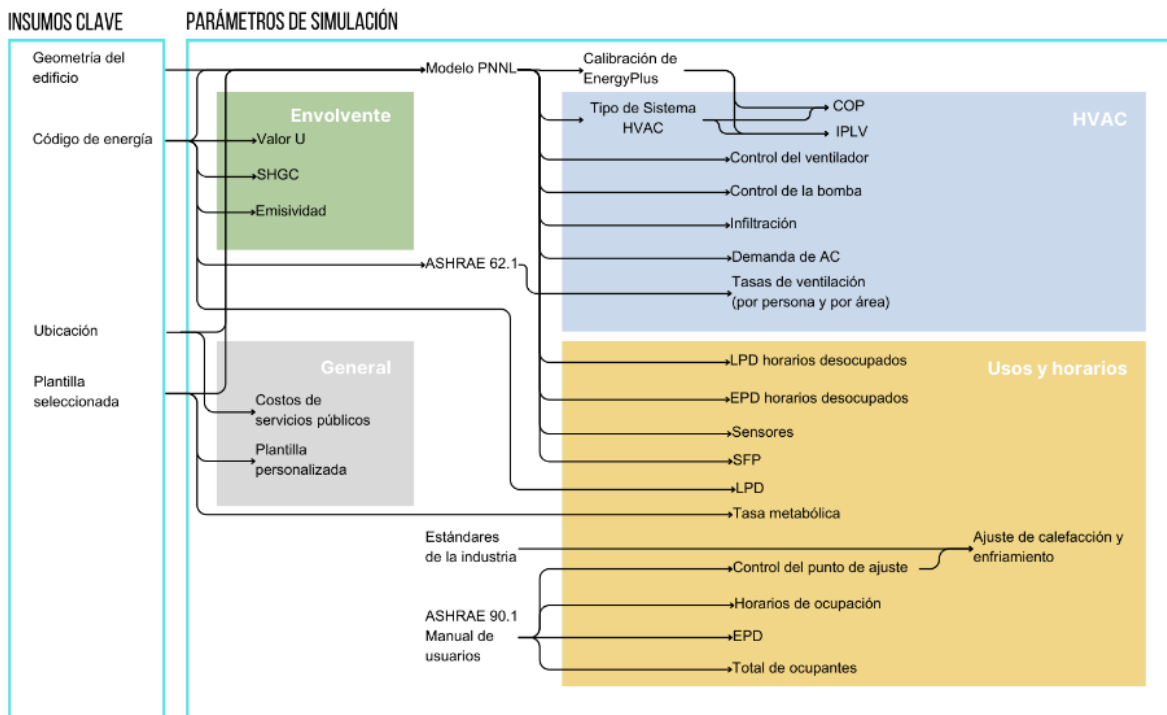 INSUMOS CLAVE
PARÁMETROS DE SIMULACIÓN
Geometría del
edificio
Código de energía
Ubicación
Plantilla
seleccionada
Envolvente
Valor U
SHGC
Emisividad
General
Costos de
servicios públicos
Plantilla
personalizada
Modelo PNNL
ASHRAE 62.1
Estándares
de la industria
ASHRAE 90.1
Manual de
usuarios
Calibración de
EnergyPlus
HVAC
Tipo de Sistema
HVAC
COP
IPLV
Control del ventilador
Control de la bomba
Infiltración
Demanda de AC
Tasas de ventilación
(por persona y por área)
Usos y horarios
LPD horarios desocupados
EPD horarios desocupados
Sensores
SFP
LPD
Tasa metabólica
Ajuste de calefacción y
enfriamiento
Control del punto de ajuste
Horarios de ocupación
EPD
Total de ocupantes